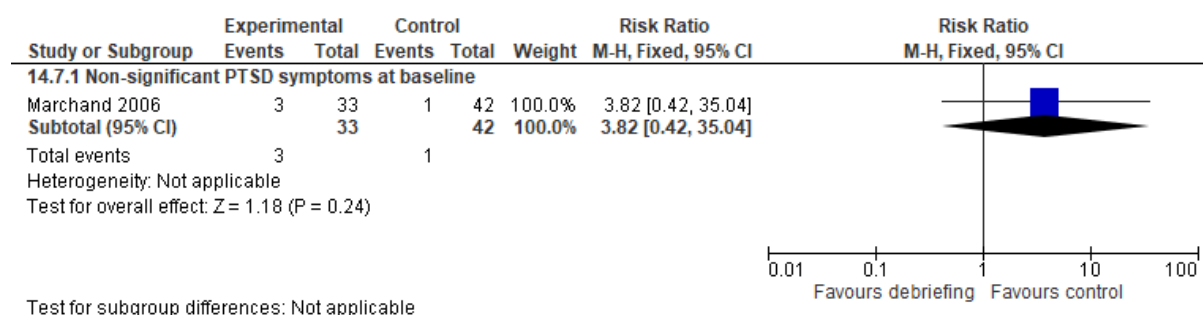 Experimental Control Risk Ratio Risk Ratio
Study or Subgroup Events Total Events Total Weight M-H, Fixed, 95% CI M-H, Fixed, 95% CI
14.7.1 Non-significant PTSD symptoms at baseline
Marchand 2006 3 33 1 42 100.0% 3.82 [0.42, 35.04]
Subtotal (95% CI) 33 42 100.0% 3.82 [0.42, 35.04]
Total events 3 1
Heterogeneity: Not applicable
Test for overall effect: Z = 1.18 (P = 0.24)
0.01 0.1 1 10 100
Favours debriefing Favours control
Test for subgroup differences: Not applicable